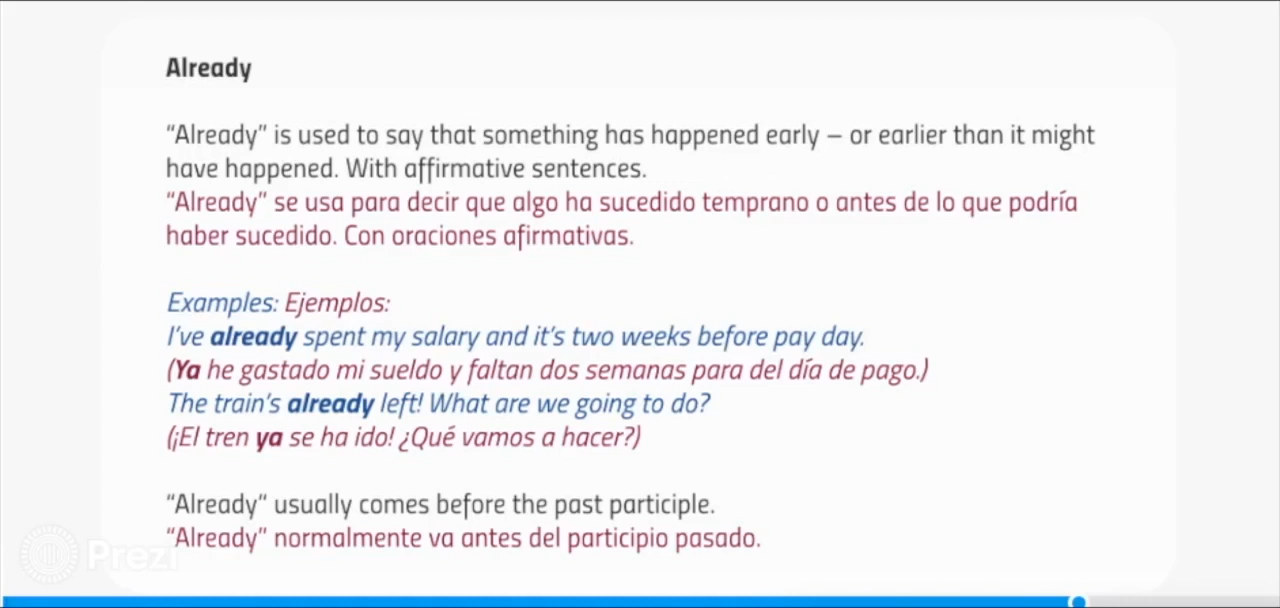 Already
“Already” is used to say that something has happened early – or earlier than it might
have happened. With affirmative sentences.
“Already” se usa para decir que algo ha sucedido temprano o antes de lo que podría
haber sucedido. Con oraciones afirmativas.
Examples: Ejemplos:
I’ve already spent my salary and it’s two weeks before pay day.
(Ya he gastado mi sueldo y faltan dos semanas para del día de pago.)
The train’s already left! What are we going to do?
(¡El tren ya se ha ido! ¿Qué vamos a hacer?)
“Already” usually comes before the past participle.
“Already” normalmente va antes del participio pasado.
Prezi